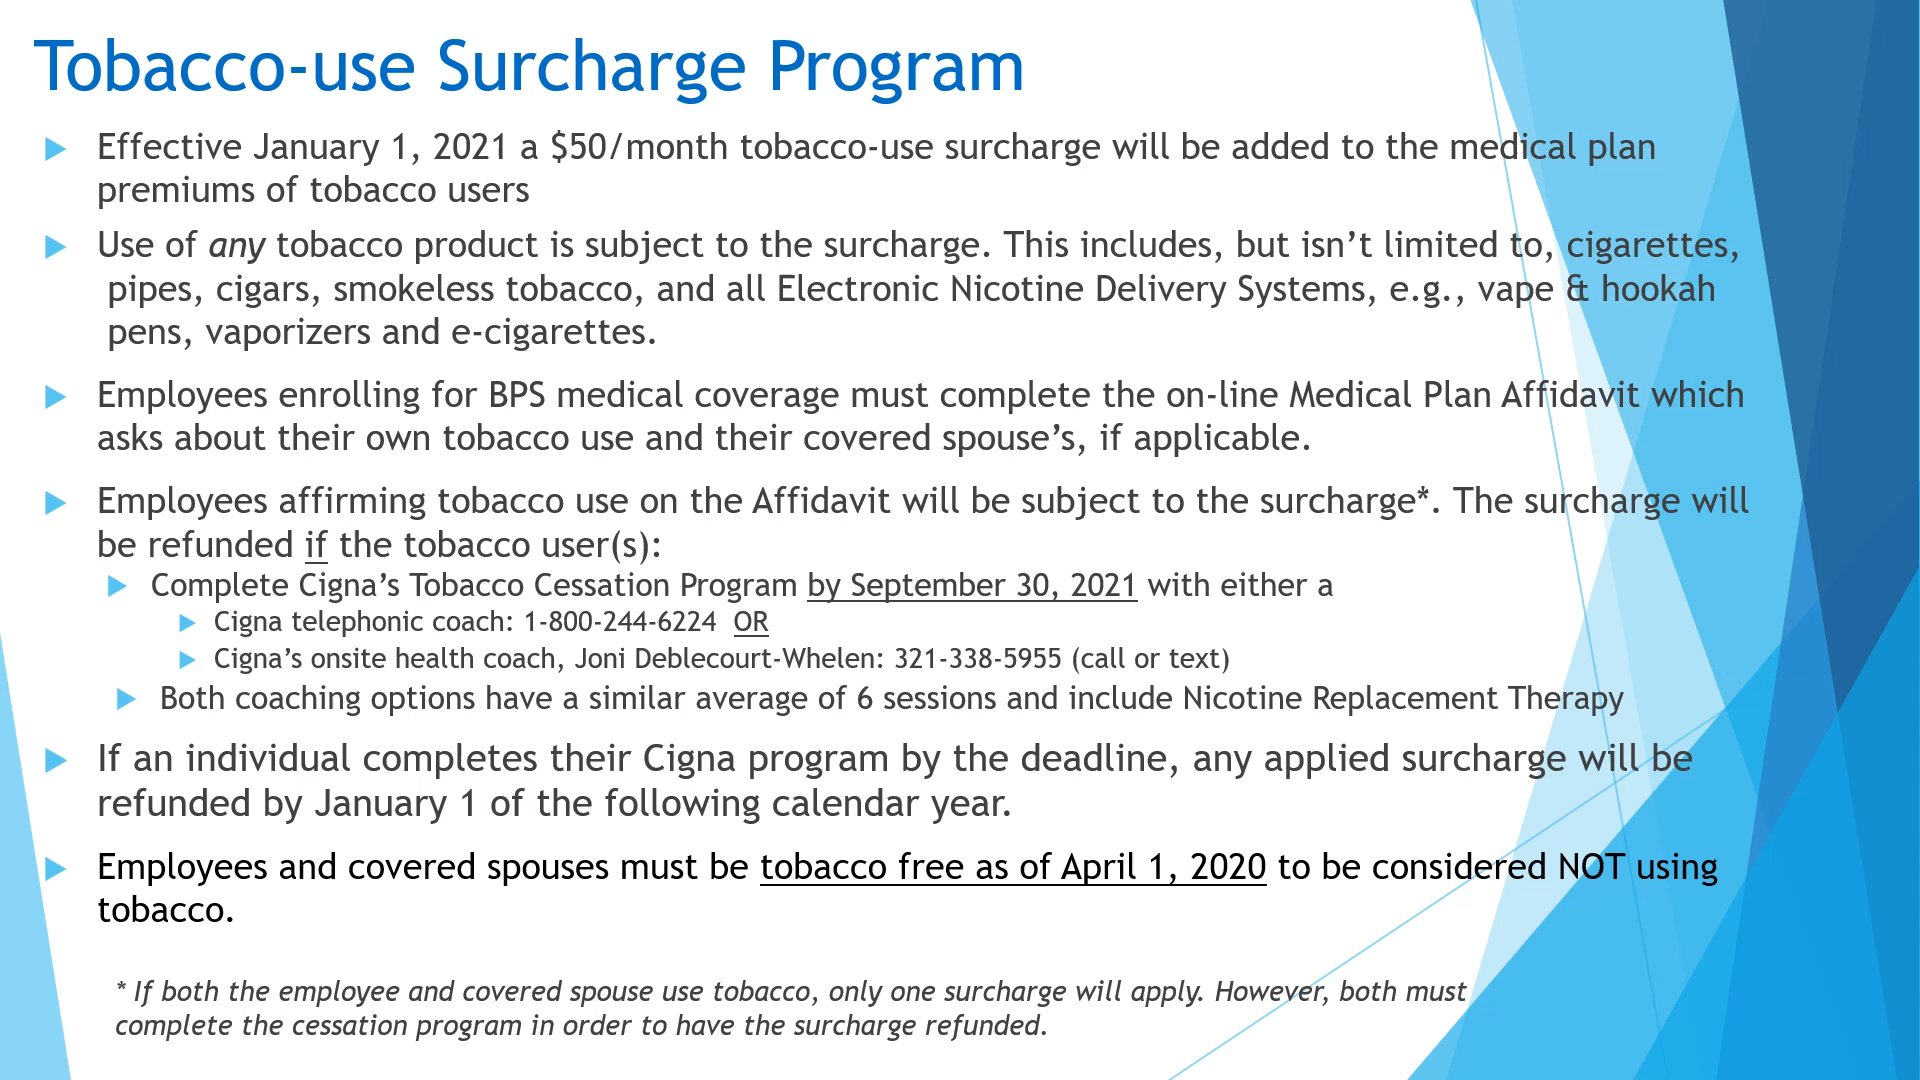 Tobacco-use Surcharge Program
Effective January 1, 2021 a $50/month tobacco-use surcharge will be added to the medical plan
premiums of tobacco users
Use of any tobacco product is subject to the surcharge. This includes, but isn’t limited to, cigarettes,
pipes, cigars, smokeless tobacco, and all Electronic Nicotine Delivery Systems, e.g., vape & hookah
pens, vaporizers and e-cigarettes.
Employees enrolling for BPS medical coverage must complete the on-line Medical Plan Affidavit which
asks about their own tobacco use and their covered spouse’s, if applicable.
Employees affirming tobacco use on the Affidavit will be subject to the surcharge*. The surcharge will
be refunded if the tobacco user(s):
Complete Cigna’s Tobacco Cessation Program by September 30, 2021 with either a
Cigna telephonic coach: 1-800-244-6224 OR
Cigna’s onsite health coach, Joni Deblecourt-Whelen: 321-338-5955 (call or text)
Both coaching options have a similar average of 6 sessions and include Nicotine Replacement Therapy
If an individual completes their Cigna program by the deadline, any applied surcharge will be
refunded by January 1 of the following calendar year.
Employees and covered spouses must be tobacco free as of April 1, 2020 to be considered NOT using
tobacco.
* If both the employee and covered spouse use tobacco, only one surcharge will apply. However, both must
complete the cessation program in order to have the surcharge refunded.